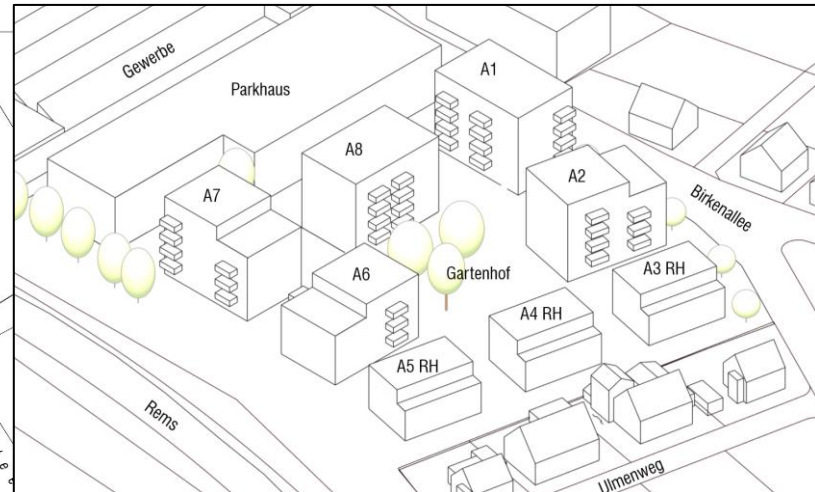 Gewerbe
Parkhaus
A1
A8
A2
A7
Birkenallee
A6
Gartenhof
A3 RH
A4 RH
A5 RH
Rems
Ulmenweg